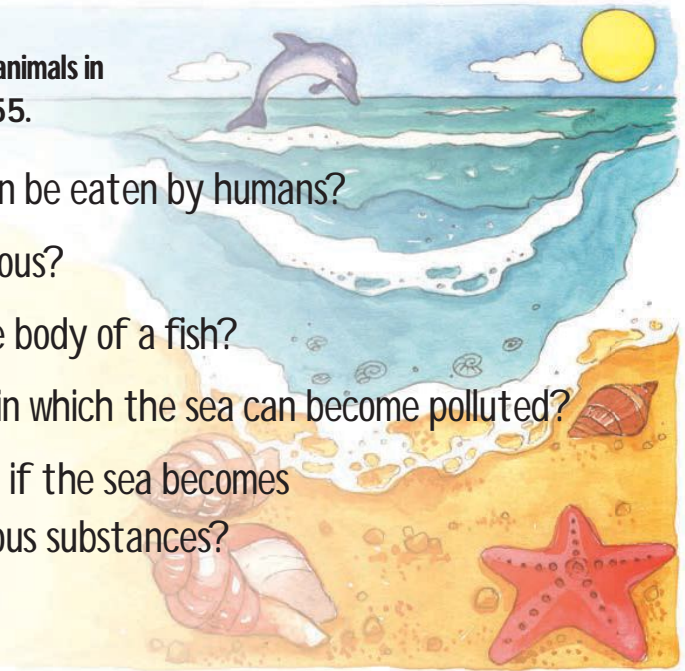 animals in
55.
n be eaten by humans?
ous?
e body of a fish?
in which the sea can become polluted?
if the sea becomes
ous substances?